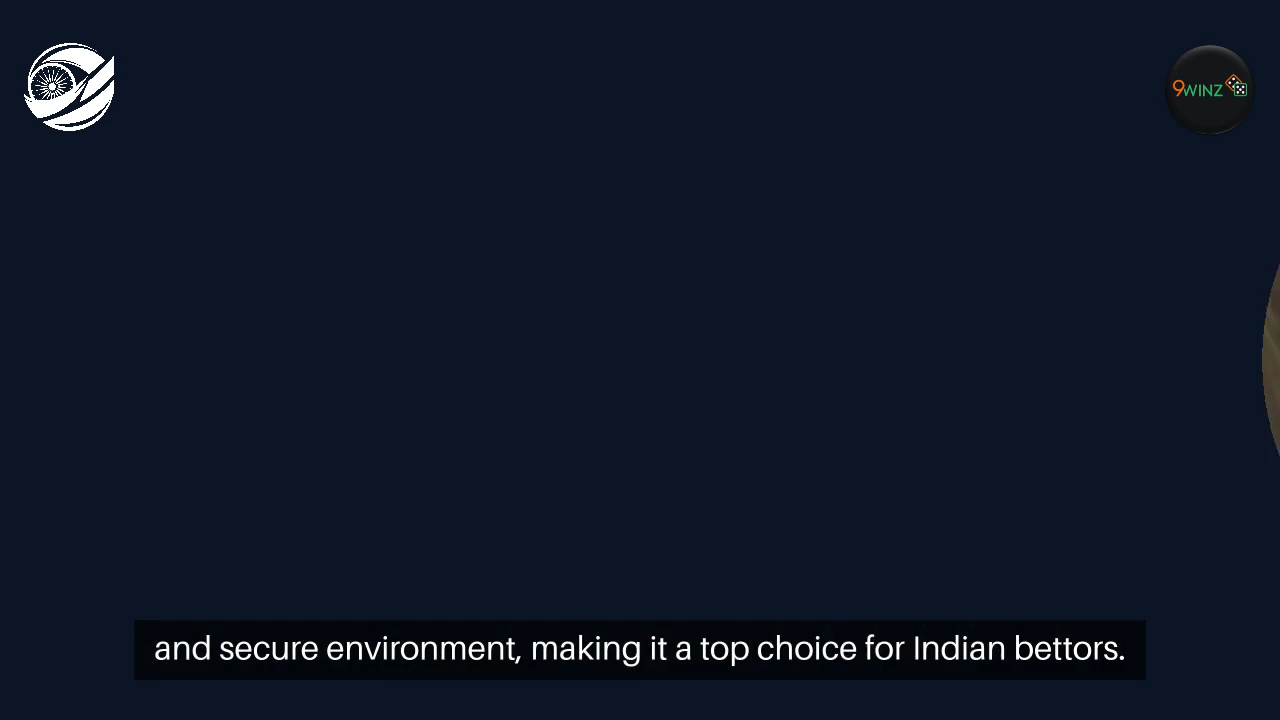 9WINZ
and secure environment, making it a top choice for Indian bettors.